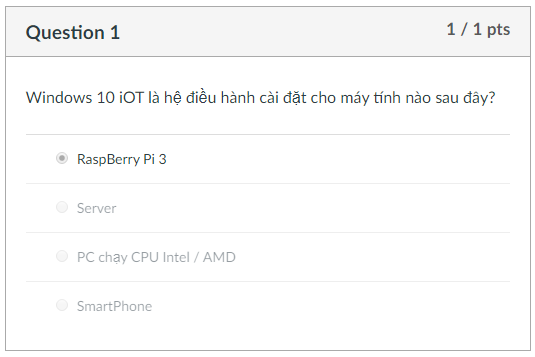 Question 1
1 / 1 pts
Windows 10 iOT là hệ điều hành cài đặt cho máy tính nào sau đây?
RaspBerry Pi 3
Server
PC chạy CPU Intel / AMD
SmartPhone